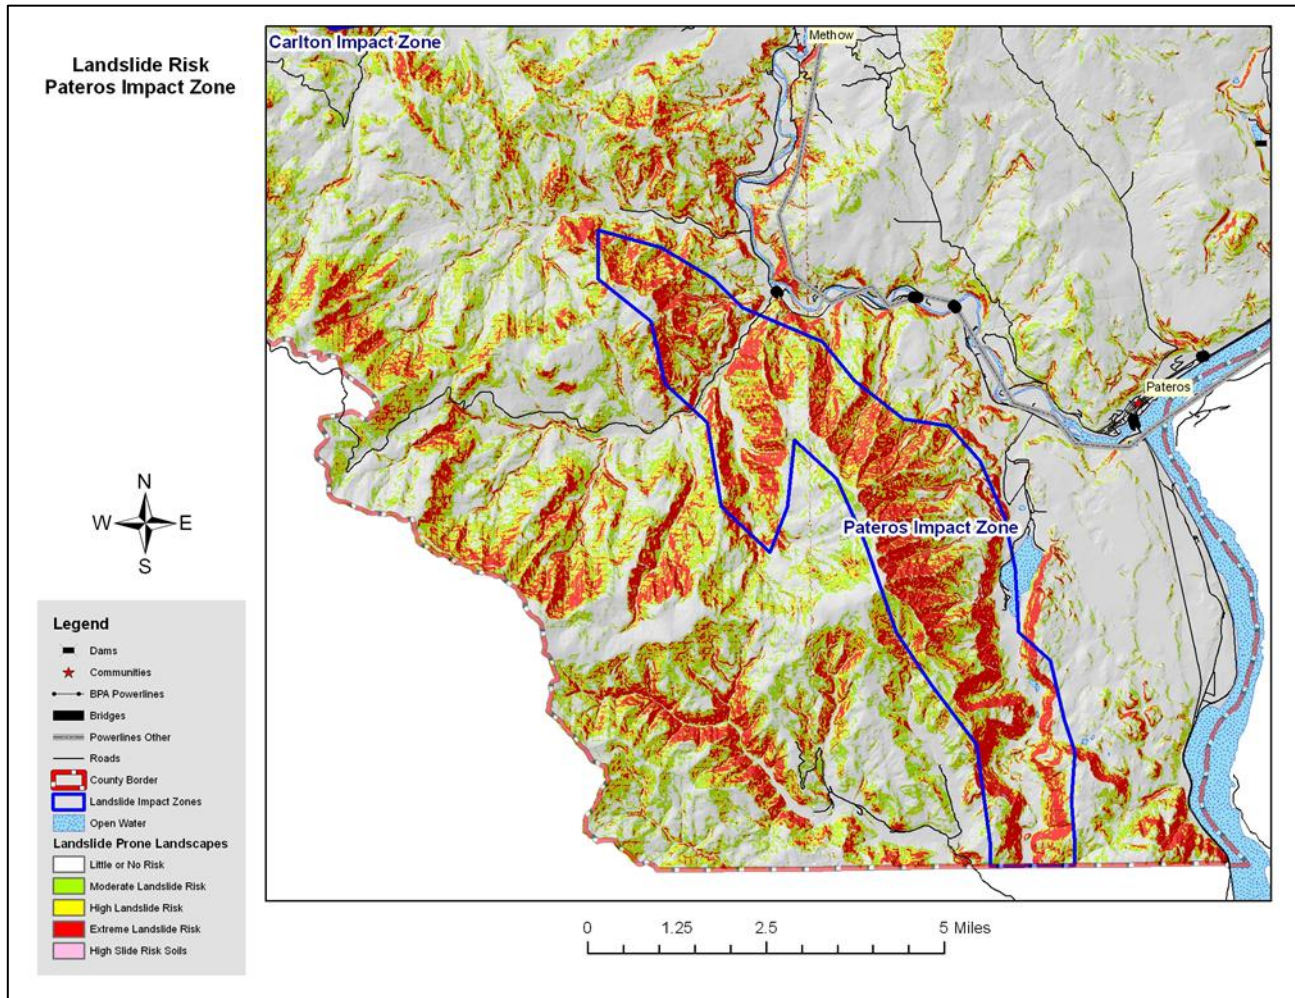 Landslide Risk
Pateros Impact Zone
Carlton Impact Zone
Methow
Pateros
Pateros Impact Zone
N
W
E
S
Legend
Dams
Communities
BPA Powerlines
Bridges
Powerlines Other
Roads
County Border
Landslide Impact Zones
Open Water
Landslide Prone Landscapes
Little or No Risk
Moderate Landslide Risk
High Landslide Risk
Extreme Landslide Risk
High Slide Risk Soils
0 1.25 2.5 5 Miles